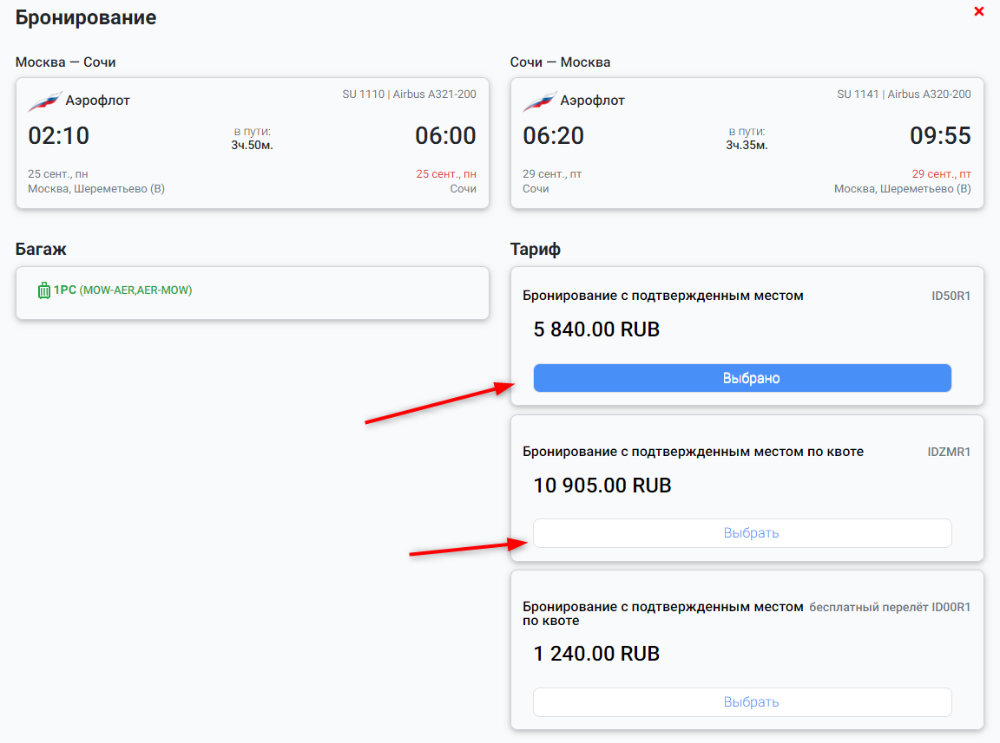 Бронирование
×
Москва — Сочи
Аэрофлот
SU 1110 | Airbus A321-200
02:10
в пути:
3ч.50м.
06:00
25 сент., пн
Москва, Шереметьево (B)
25 сент., пн
Сочи
Сочи — Москва
Аэрофлот
SU 1141 | Airbus A320-200
06:20
в пути:
3ч.35м.
09:55
29 сент., пт
Сочи
29 сент., пт
Москва, Шереметьево (B)
Багаж
1PC (MOW-AER,AER-MOW)
Тариф
Бронирование с подтвержденным местом
ID50R1
5 840.00 RUB
Выбрано
Бронирование с подтвержденным местом по квоте
IDZMR1
10 905.00 RUB
Выбрать
Бронирование с подтвержденным местом
по квоте
бесплатный перелёт ID00R1
1 240.00 RUB
Выбрать